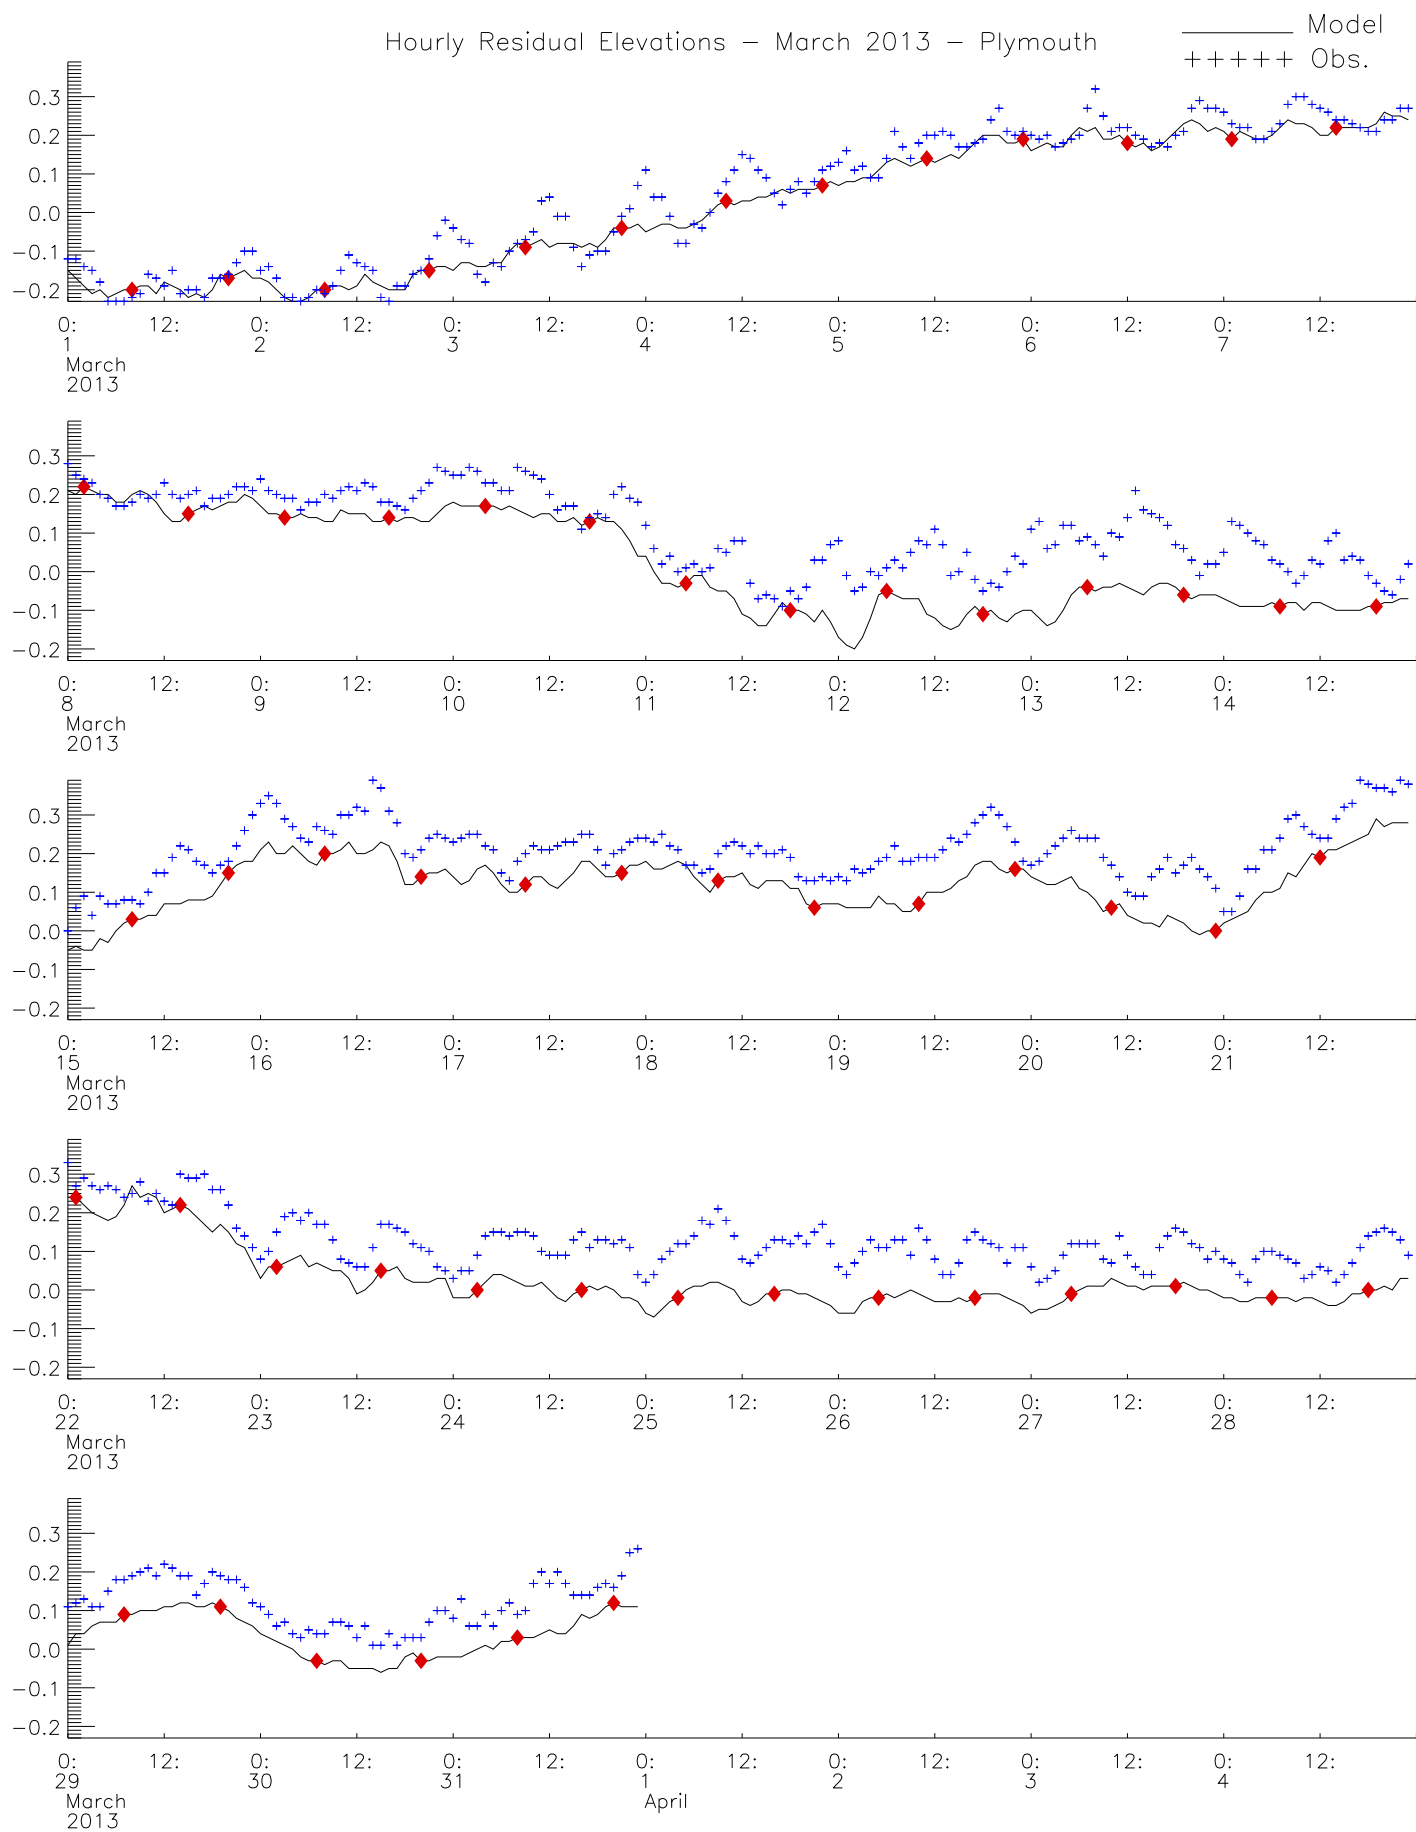 Hourly Residual Elevations − March 2013 − Plymouth
Model
+++++ Obs.
0.3
0.2
0.1
0.0
−0.1
−0.2
0: 12: 0: 12: 0: 12: 0: 12: 0: 12: 0: 12: 0: 12:
1 2 3 4 5 6 7
March
2013
0.3
0.2
0.1
0.0
−0.1
−0.2
0: 12: 0: 12: 0: 12: 0: 12: 0: 12: 0: 12: 0: 12:
8 9 10 11 12 13 14
March
2013
0.3
0.2
0.1
0.0
−0.1
−0.2
0: 12: 0: 12: 0: 12: 0: 12: 0: 12: 0: 12: 0: 12:
15 16 17 18 19 20 21
March
2013
0.3
0.2
0.1
0.0
−0.1
−0.2
0: 12: 0: 12: 0: 12: 0: 12: 0: 12: 0: 12: 0: 12:
22 23 24 25 26 27 28
March
2013
0.3
0.2
0.1
0.0
−0.1
−0.2
0: 12: 0: 12: 0: 12: 0: 12: 0: 12: 0: 12: 0: 12:
29 30 31 1 2 3 4
March April
2013